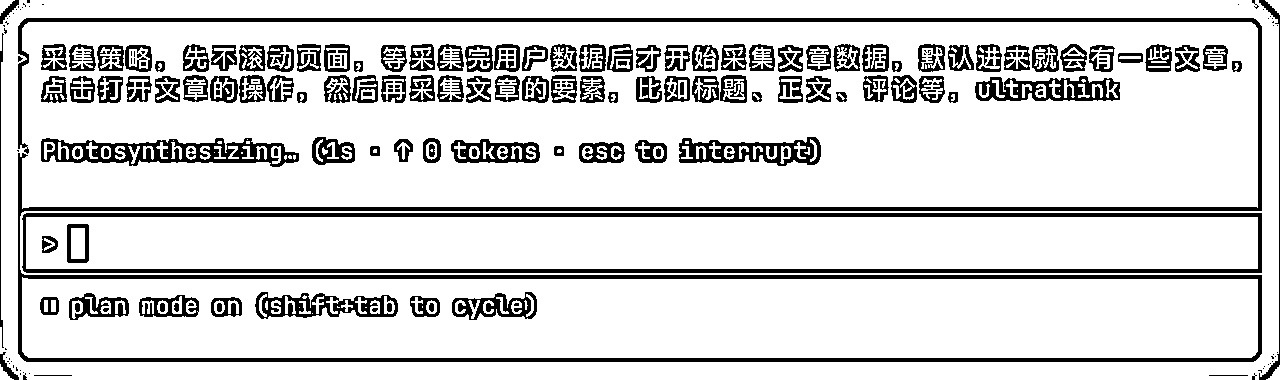 > 采集策略，先不滚动页面，等采集完用户数据后才开始采集文章数据，默认进来就会有一些文章，
点击打开文章的操作，然后再采集文章的要素，比如标题、正文、评论等，ultrathink
* Photosynthesizing… (1s · ↑ 0 tokens · esc to interrupt)
>
⏸ plan mode on (shift+tab to cycle)